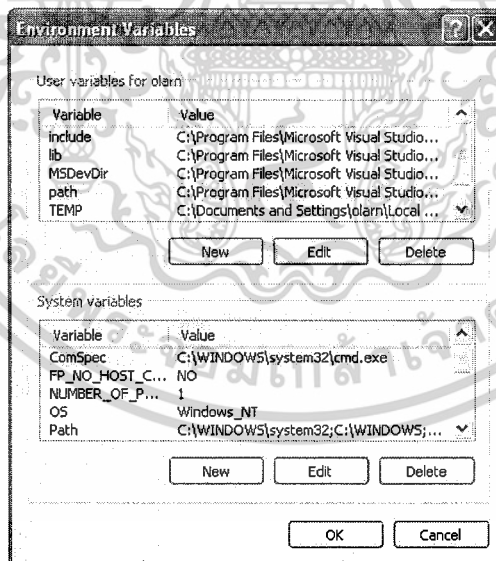 Environment Variables
User variables for olarn
Variable Value
include C:\Program Files\Microsoft Visual Studio...
lib C:\Program Files\Microsoft Visual Studio...
MSDevDir C:\Program Files\Microsoft Visual Studio...
path C:\Program Files\Microsoft Visual Studio...
TEMP C:\Documents and Settings\olarn\Local ...
New Edit Delete
System variables
Variable Value
ComSpec C:\WINDOWS\system32\cmd.exe
FP_NO_HOST_C... NO
NUMBER_OF_P... 1
OS Windows_NT
Path C:\WINDOWS\system32;C:\WINDOWS;...
New Edit Delete
OK Cancel